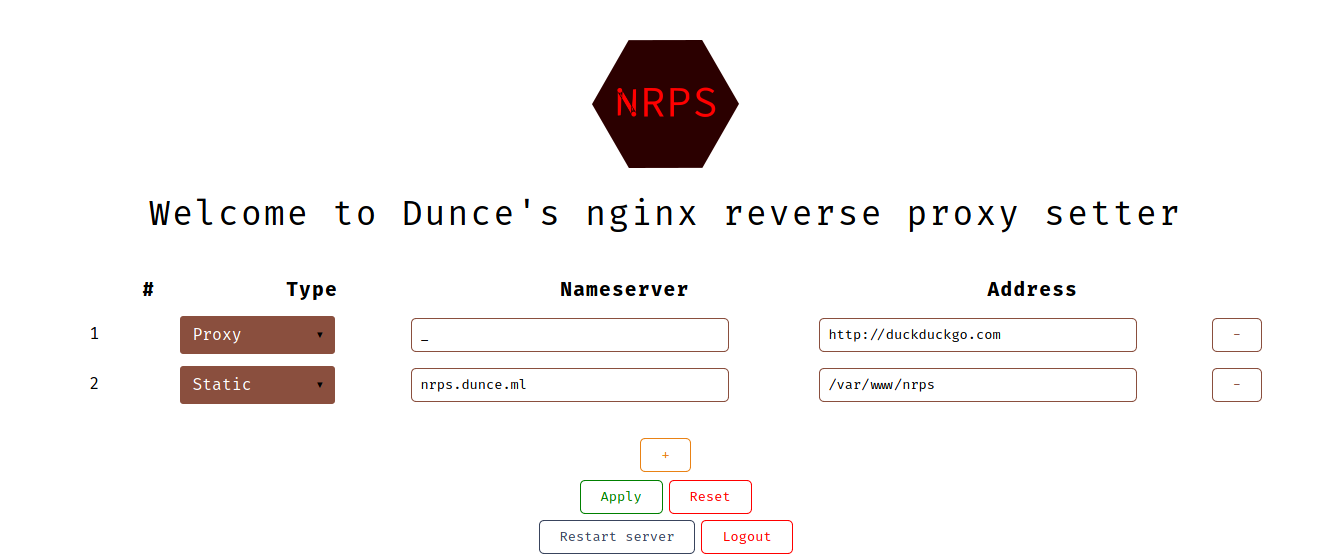 NRPS
Welcome to Dunce's nginx reverse proxy setter
# Type Nameserver Address
1 Proxy ▾ _ http://duckduckgo.com -
2 Static ▾ nrps.dunce.ml /var/www/nrps -
+
Apply Reset
Restart server Logout